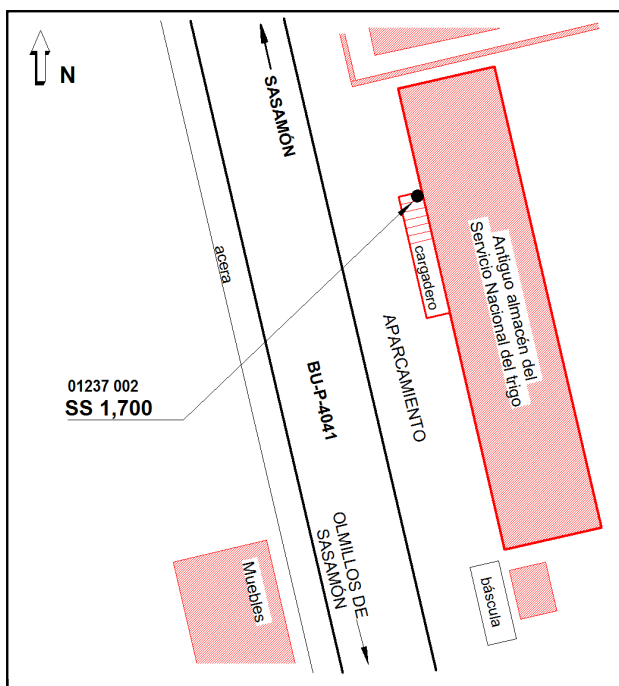 N
SASAMÓN
acera
cargadero
Antiguo almacén del
Servicio Nacional del trigo
APARCAMIENTO
01237 002
SS 1,700
BU-P-4041
OLMILLOS DE
SASAMÓN
Muebles
báscula